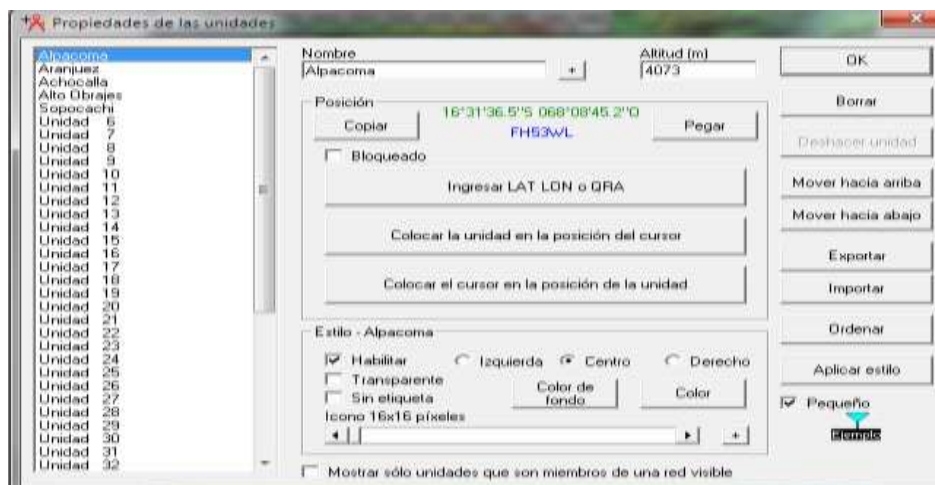 Propiedades de las unidades
Alpacoma
Aranjuez
Achocalla
Alto Obrajes
Sopocachi
Unidad 6
Unidad 7
Unidad 8
Unidad 9
Unidad 10
Unidad 11
Unidad 12
Unidad 13
Unidad 14
Unidad 15
Unidad 16
Unidad 17
Unidad 18
Unidad 19
Unidad 20
Unidad 21
Unidad 22
Unidad 23
Unidad 24
Unidad 25
Unidad 26
Unidad 27
Unidad 28
Unidad 29
Unidad 30
Unidad 31
Unidad 32
Nombre
Alpacoma
+
Altitud (m)
4073
Posición
Copiar
16°31'36.5"S 068°08'45.2"O
FH53WL
Pegar
Bloqueado
Ingresar LAT LON o QRA
Colocar la unidad en la posición del cursor
Colocar el cursor en la posición de la unidad
Estilo - Alpacoma
Habilitar
Izquierda
Centro
Derecho
Transparente
Sin etiqueta
Color de fondo
Color
Icono 16x16 píxeles
+
Mostrar sólo unidades que son miembros de una red visible
OK
Borrar
Deshacer unidad
Mover hacia arriba
Mover hacia abajo
Exportar
Importar
Ordenar
Aplicar estilo
Pequeño
Ejemplo